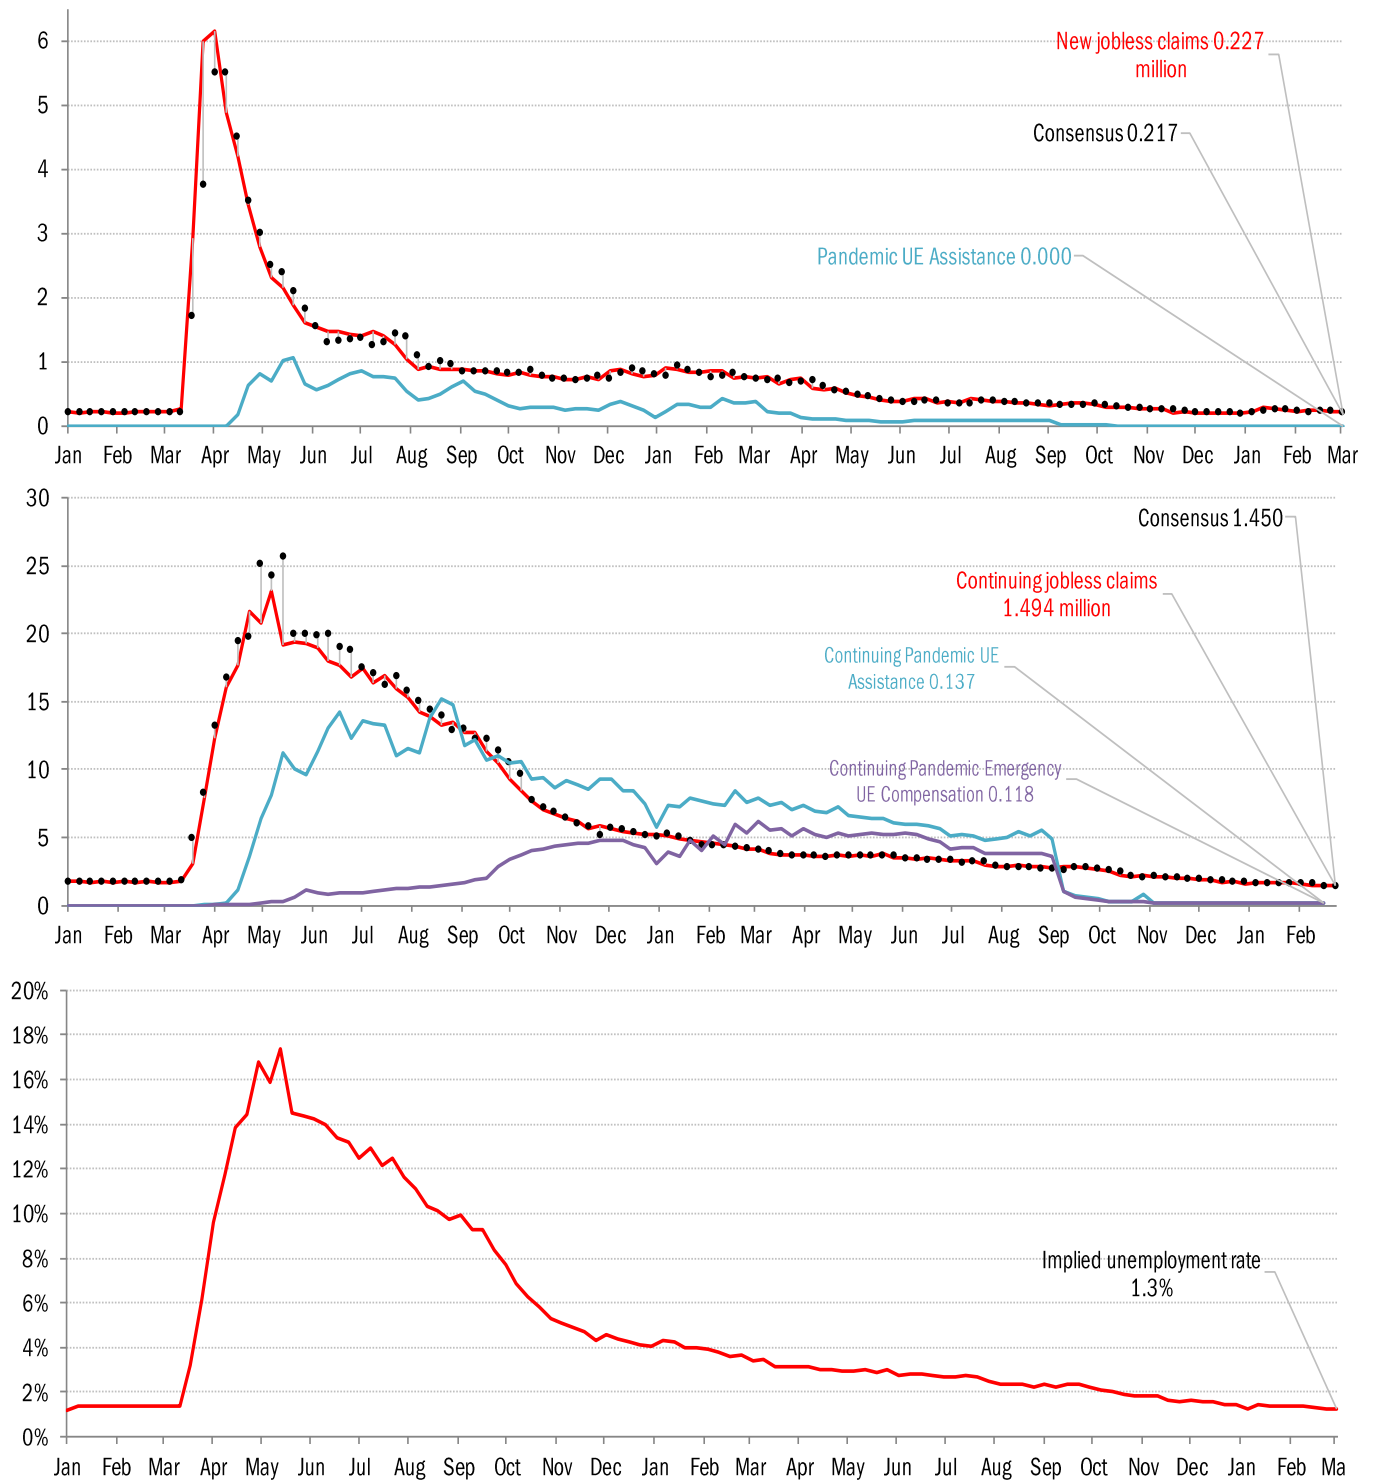 6
New jobless claims 0.227
million
5
Consensus 0.217
4
3
Pandemic UE Assistance 0.000
2
1
0
Jan Feb Mar Apr May Jun Jul Aug Sep Oct Nov Dec Jan Feb Mar Apr May Jun Jul Aug Sep Oct Nov Dec Jan Feb Mar
30
Consensus 1.450
25
Continuing jobless claims
1.494 million
20
Continuing Pandemic UE
Assistance 0.137
15
10
Continuing Pandemic Emergency
UE Compensation 0.118
5
0
Jan Feb Mar Apr May Jun Jul Aug Sep Oct Nov Dec Jan Feb Mar Apr May Jun Jul Aug Sep Oct Nov Dec Jan Feb
20%
18%
16%
14%
12%
10%
8%
Implied unemployment rate
1.3%
6%
4%
2%
0%
Jan Feb Mar Apr May Jun Jul Aug Sep Oct Nov Dec Jan Feb Mar Apr May Jun Jul Aug Sep Oct Nov Dec Jan Feb Ma